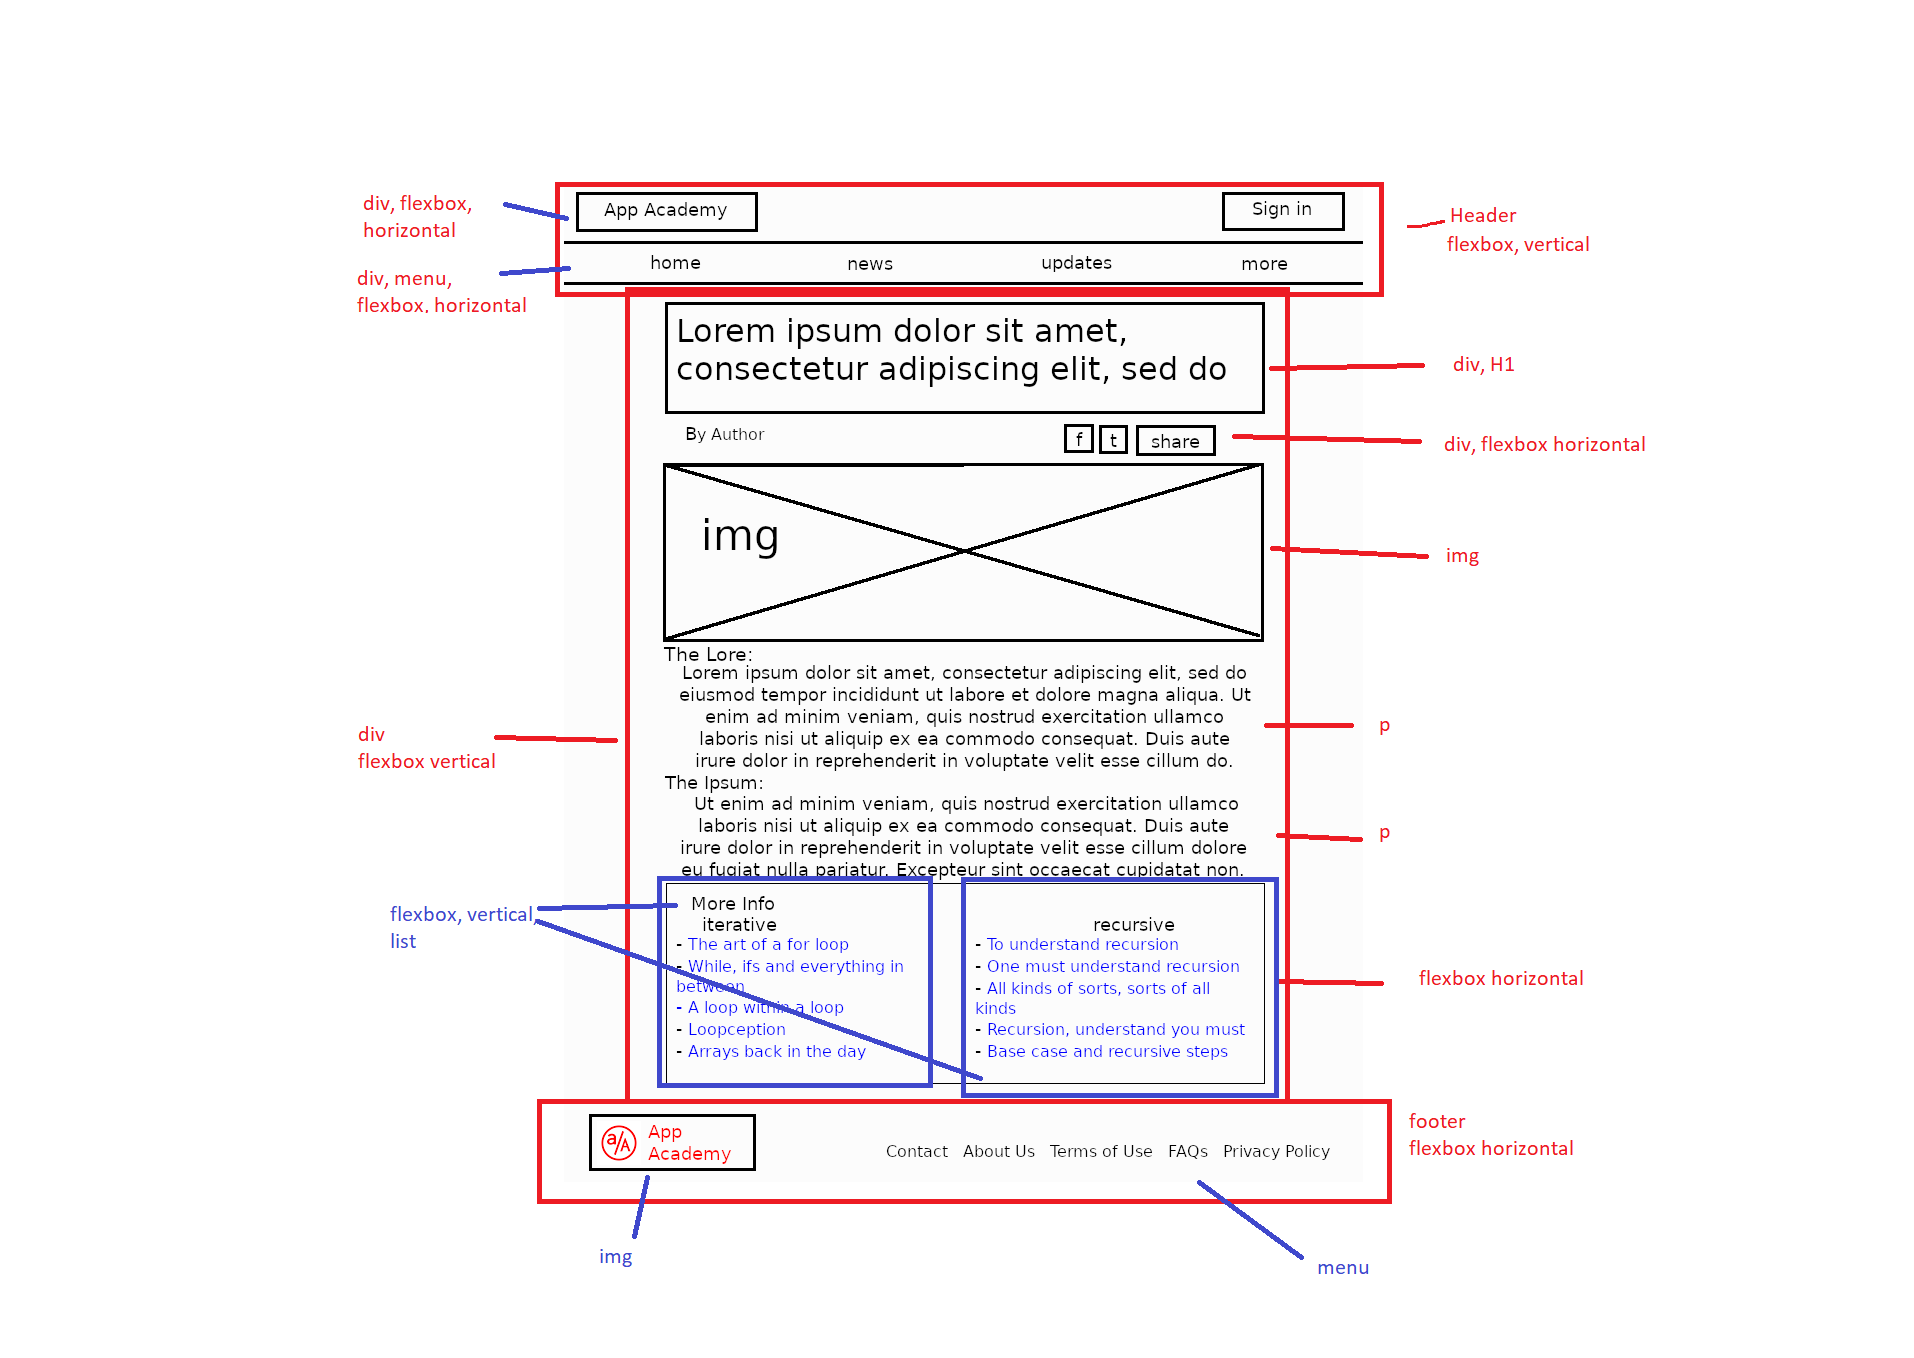 div, flexbox,
horizontal
App Academy
Sign in
Header
flexbox, vertical
div, menu,
flexbox, horizontal
home news updates more
Lorem ipsum dolor sit amet,
consectetur adipiscing elit, sed do
div, H1
By Author
f t share
div, flexbox horizontal
img
img
The Lore:
Lorem ipsum dolor sit amet, consectetur adipiscing elit, sed do
eiusmod tempor incididunt ut labore et dolore magna aliqua. Ut
enim ad minim veniam, quis nostrud exercitation ullamco
laboris nisi ut aliquip ex ea commodo consequat. Duis aute
irure dolor in reprehenderit in voluptate velit esse cillum do.
p
div
flexbox vertical
The Ipsum:
Ut enim ad minim veniam, quis nostrud exercitation ullamco
laboris nisi ut aliquip ex ea commodo consequat. Duis aute
irure dolor in reprehenderit in voluptate velit esse cillum dolore
eu fugiat nulla pariatur. Excepteur sint occaecat cupidatat non.
p
flexbox, vertical,
list
More Info
iterative
- The art of a for loop
- While, ifs and everything in
between
- A loop within a loop
- Loopception
- Arrays back in the day
recursive
- To understand recursion
- One must understand recursion
- All kinds of sorts, sorts of all
kinds
- Recursion, understand you must
- Base case and recursive steps
flexbox horizontal
a/A
App
Academy
Contact About Us Terms of Use FAQs Privacy Policy
footer
flexbox horizontal
img
menu